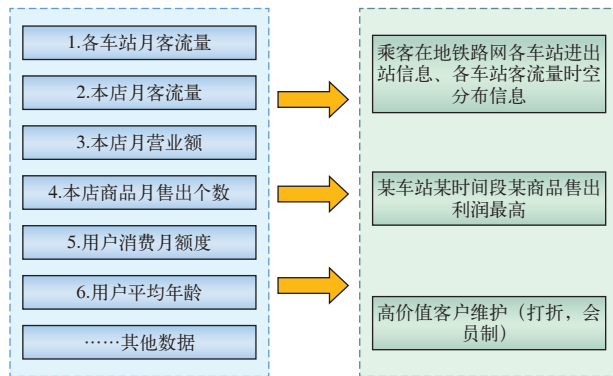 1.各车站月客流量
2.本店月客流量
3.本店月营业额
4.本店商品月售出个数
5.用户消费月额度
6.用户平均年龄
……其他数据
乘客在地铁路网各车站进出
站信息、各车站客流量时空
分布信息
某车站某时间段某商品售出
利润最高
高价值客户维护（打折，会
员制）